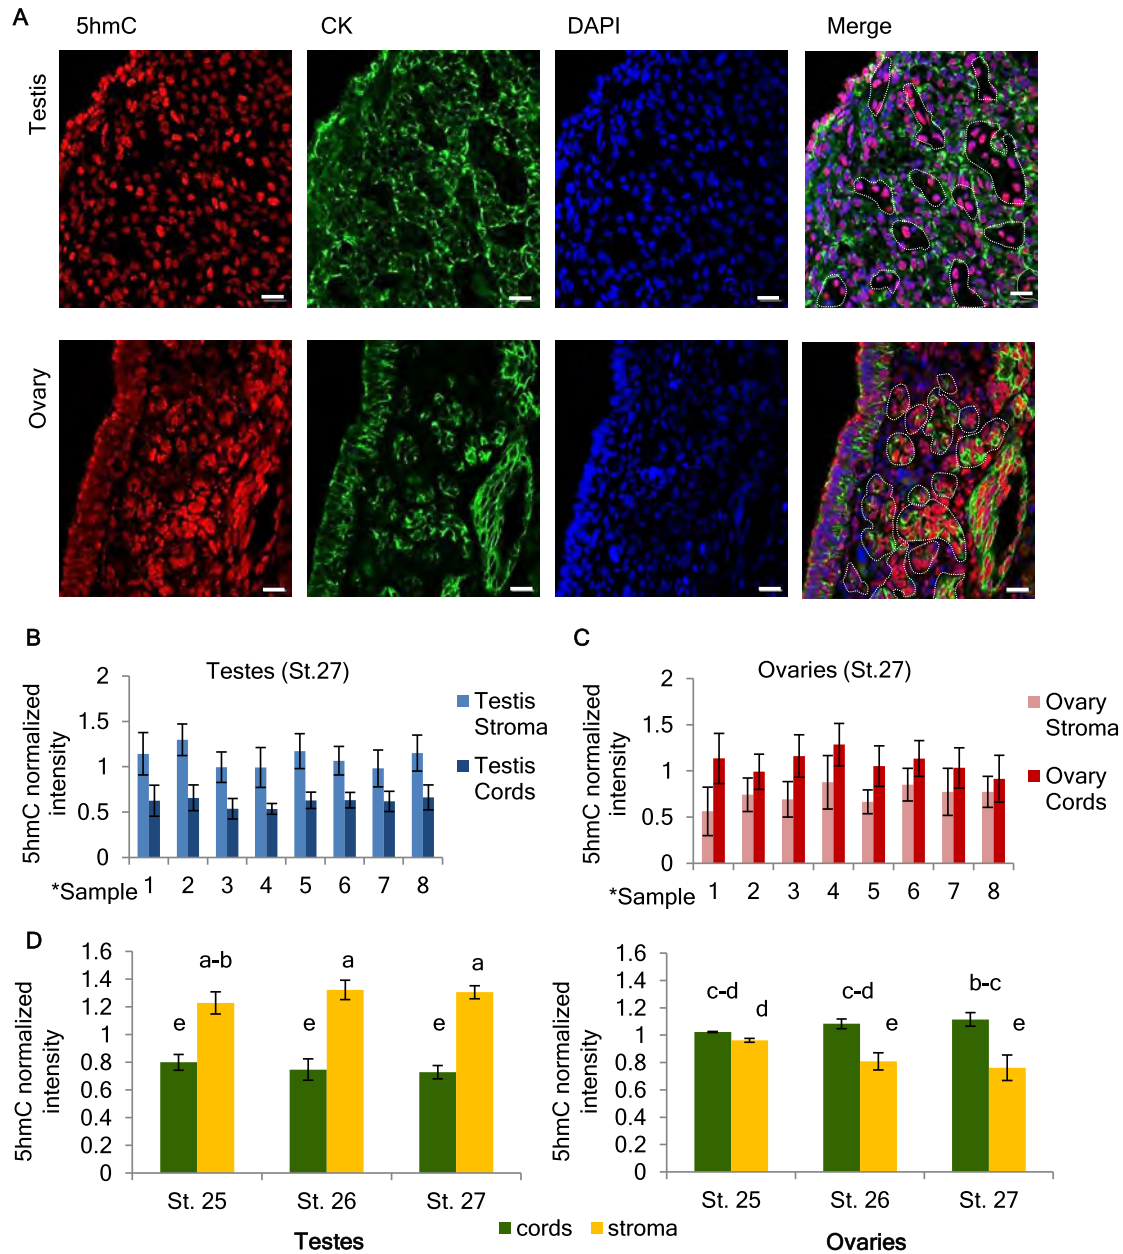 A
5hmC CK DAPI Merge
Testis
Ovary
B
Testes (St.27)
5hmC normalized
intensity
2
1.5
1
0.5
0
*Sample 1 2 3 4 5 6 7 8
Testis
Stroma
Testis
Cords
C
Ovaries (St.27)
5hmC normalized
intensity
2
1.5
1
0.5
0
*Sample 1 2 3 4 5 6 7 8
Ovary
Stroma
Ovary
Cords
D
5hmC normalized
intensity
1.6
1.4
1.2
1
0.8
0.6
0.4
0.2
0
a-b a a
e e e
St. 25 St. 26 St. 27
Testes
5hmC normalized
intensity
1.6
1.4
1.2
1
0.8
0.6
0.4
0.2
0
c-d d c-d e b-c e
St. 25 St. 26 St. 27
Ovaries
cords stroma